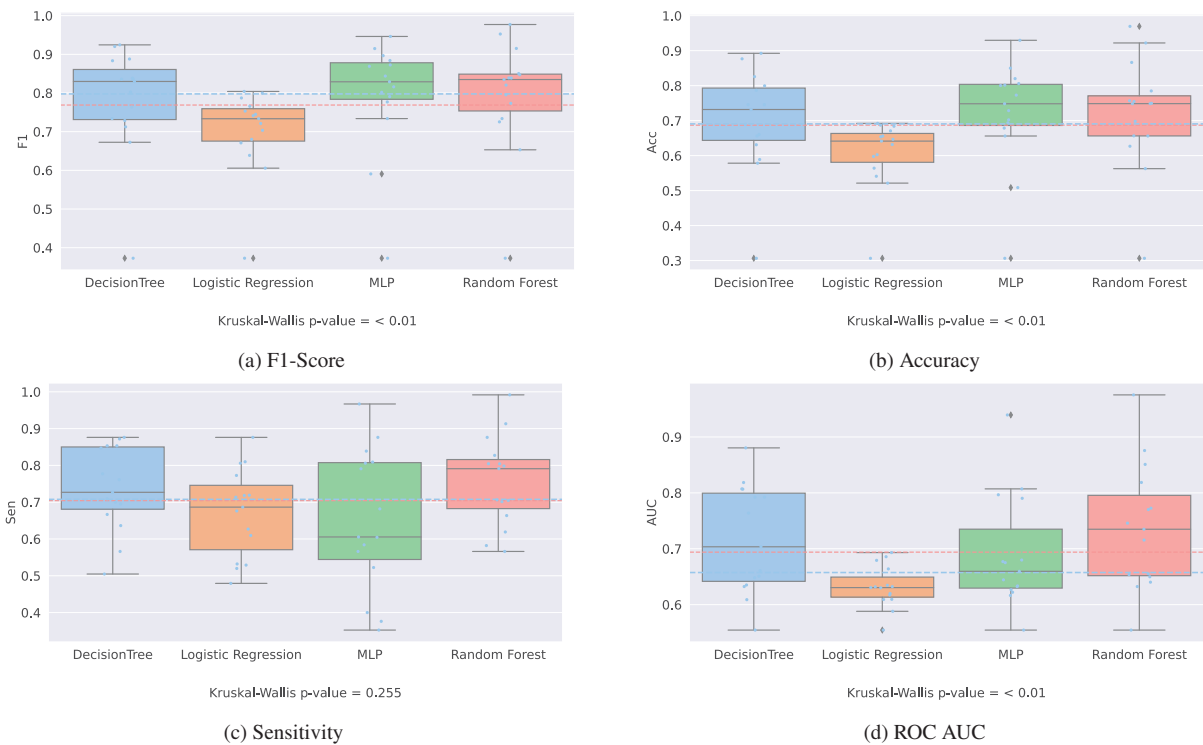 1.0
0.9
0.8
0.7
0.6
0.5
0.4
F1
DecisionTree Logistic Regression MLP Random Forest
Kruskal-Wallis p-value = < 0.01
(a) F1-Score
1.0
0.9
0.8
0.7
0.6
0.5
0.4
0.3
Acc
DecisionTree Logistic Regression MLP Random Forest
Kruskal-Wallis p-value = < 0.01
(b) Accuracy
1.0
0.9
0.8
0.7
0.6
0.5
0.4
Sen
DecisionTree Logistic Regression MLP Random Forest
Kruskal-Wallis p-value = 0.255
(c) Sensitivity
0.9
0.8
0.7
0.6
AUC
DecisionTree Logistic Regression MLP Random Forest
Kruskal-Wallis p-value = < 0.01
(d) ROC AUC